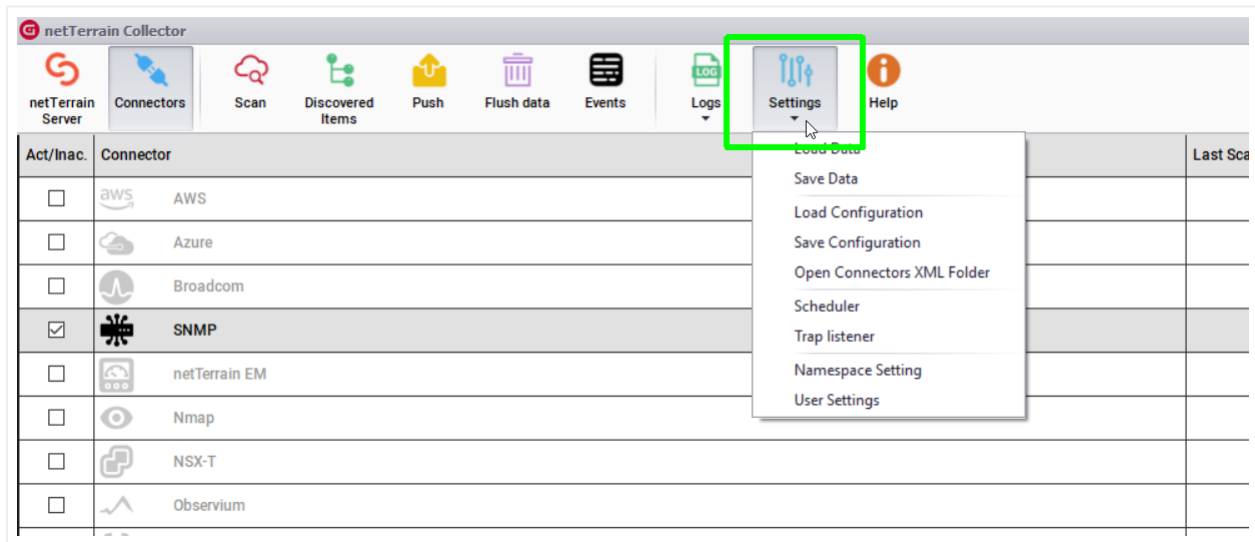 netTerrain Collector
netTerrain
Server
Connectors
Scan
Discovered
Items
Push
Flush data
Events
Logs
Settings
Help
Act/Inac.
Connector
Last Sca
Load Data
Save Data
Load Configuration
Save Configuration
Open Connectors XML Folder
Scheduler
Trap listener
Namespace Setting
User Settings
aws
AWS
Azure
Broadcom
SNMP
netTerrain EM
Nmap
NSX-T
Observium